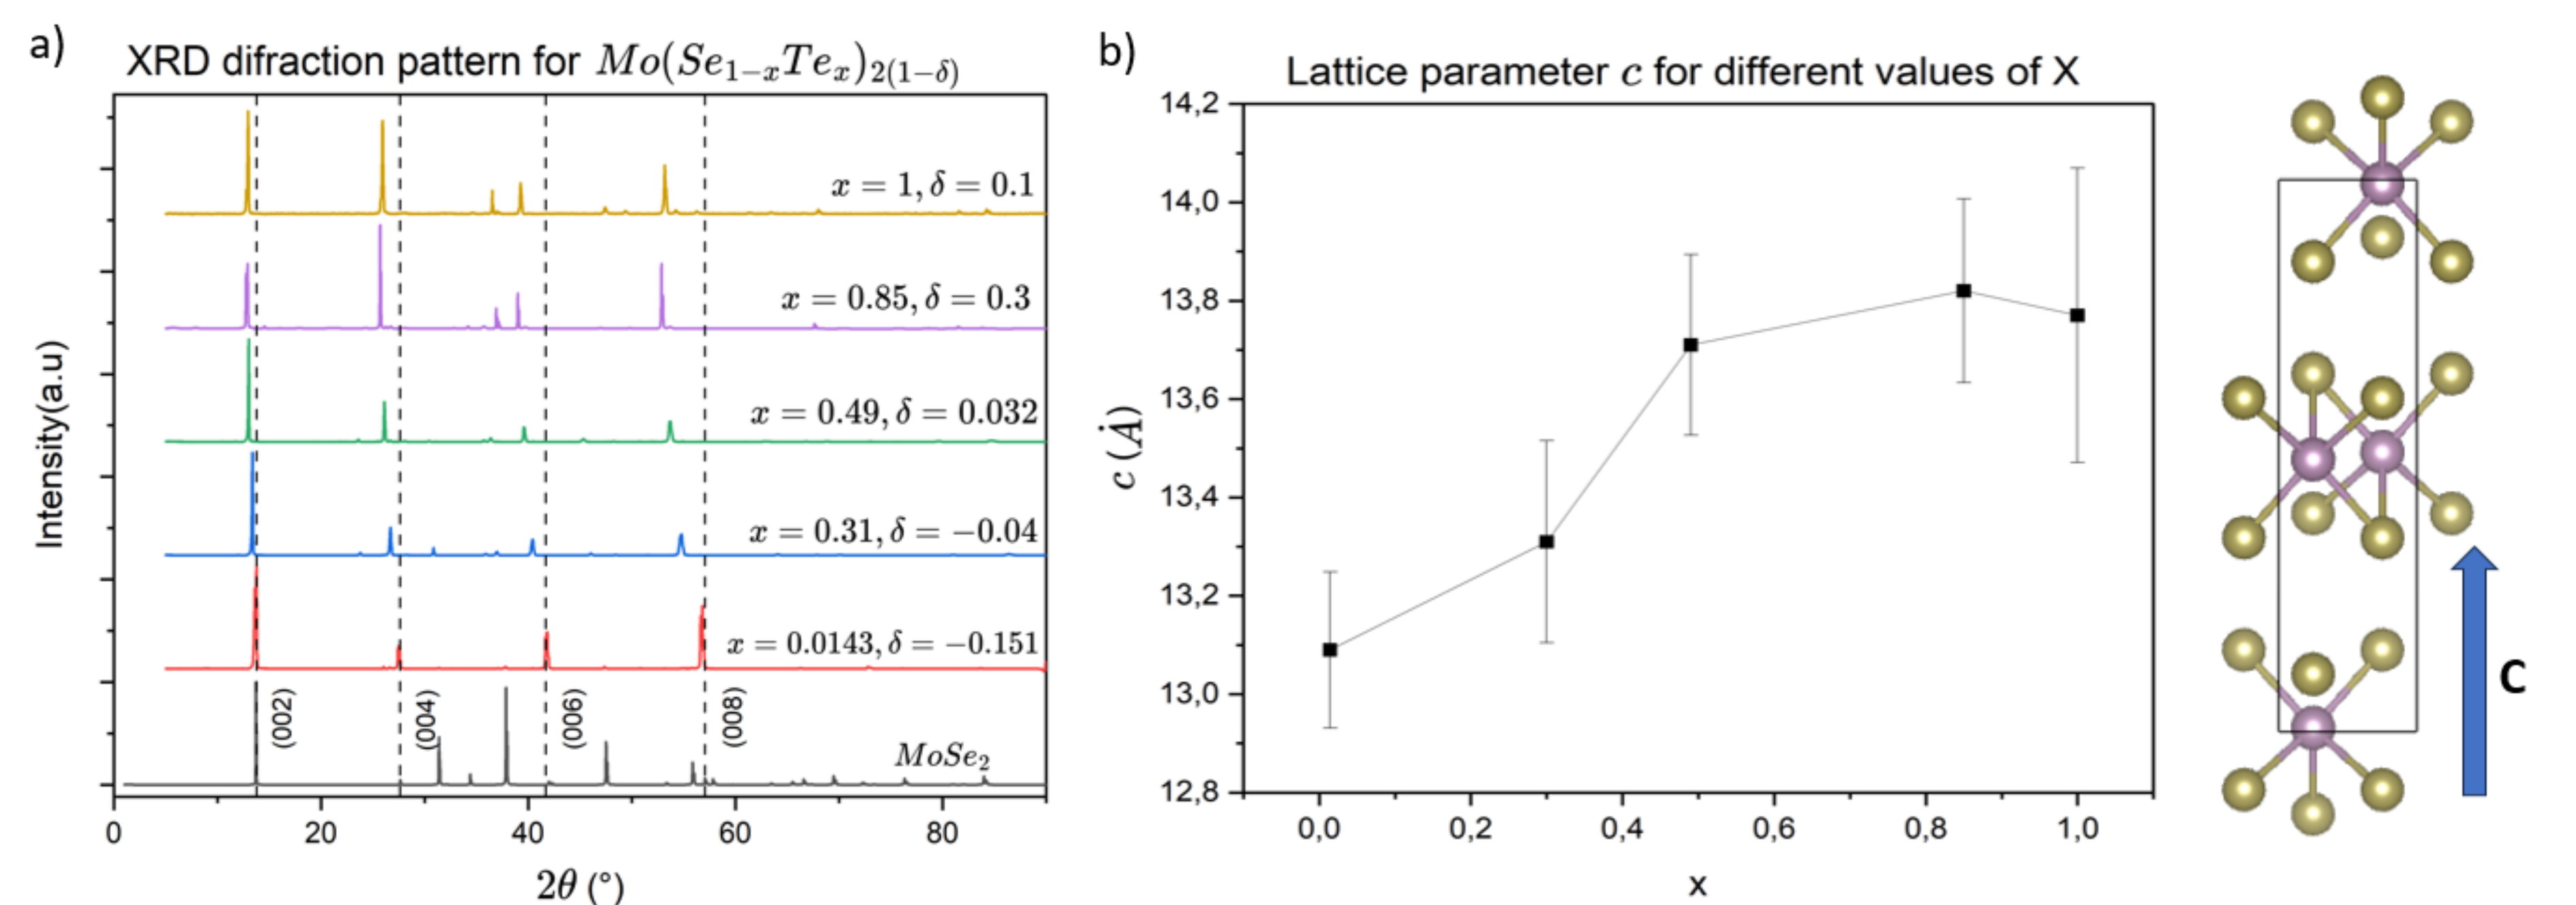 a)
XRD difraction pattern for Mo(Se₁₋ₓTeₓ)₂₍₁₋δ₎
Intensity(a.u)
x = 1, δ = 0.1
x = 0.85, δ = 0.3
x = 0.49, δ = 0.032
x = 0.31, δ = −0.04
x = 0.0143, δ = −0.151
(002)
(004)
(006)
(008)
MoSe₂
0 20 40 60 80
2θ (°)
b)
Lattice parameter c for different values of X
14,2
14,0
13,8
13,6
13,4
13,2
13,0
12,8
c (Å)
0,0 0,2 0,4 0,6 0,8 1,0
x
C